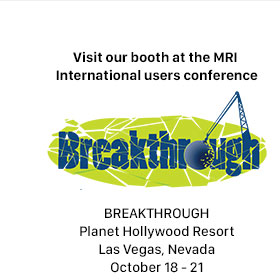 Visit our booth at the MRI
International users conference
Breakthrough
BREAKTHROUGH
Planet Hollywood Resort
Las Vegas, Nevada
October 18 - 21